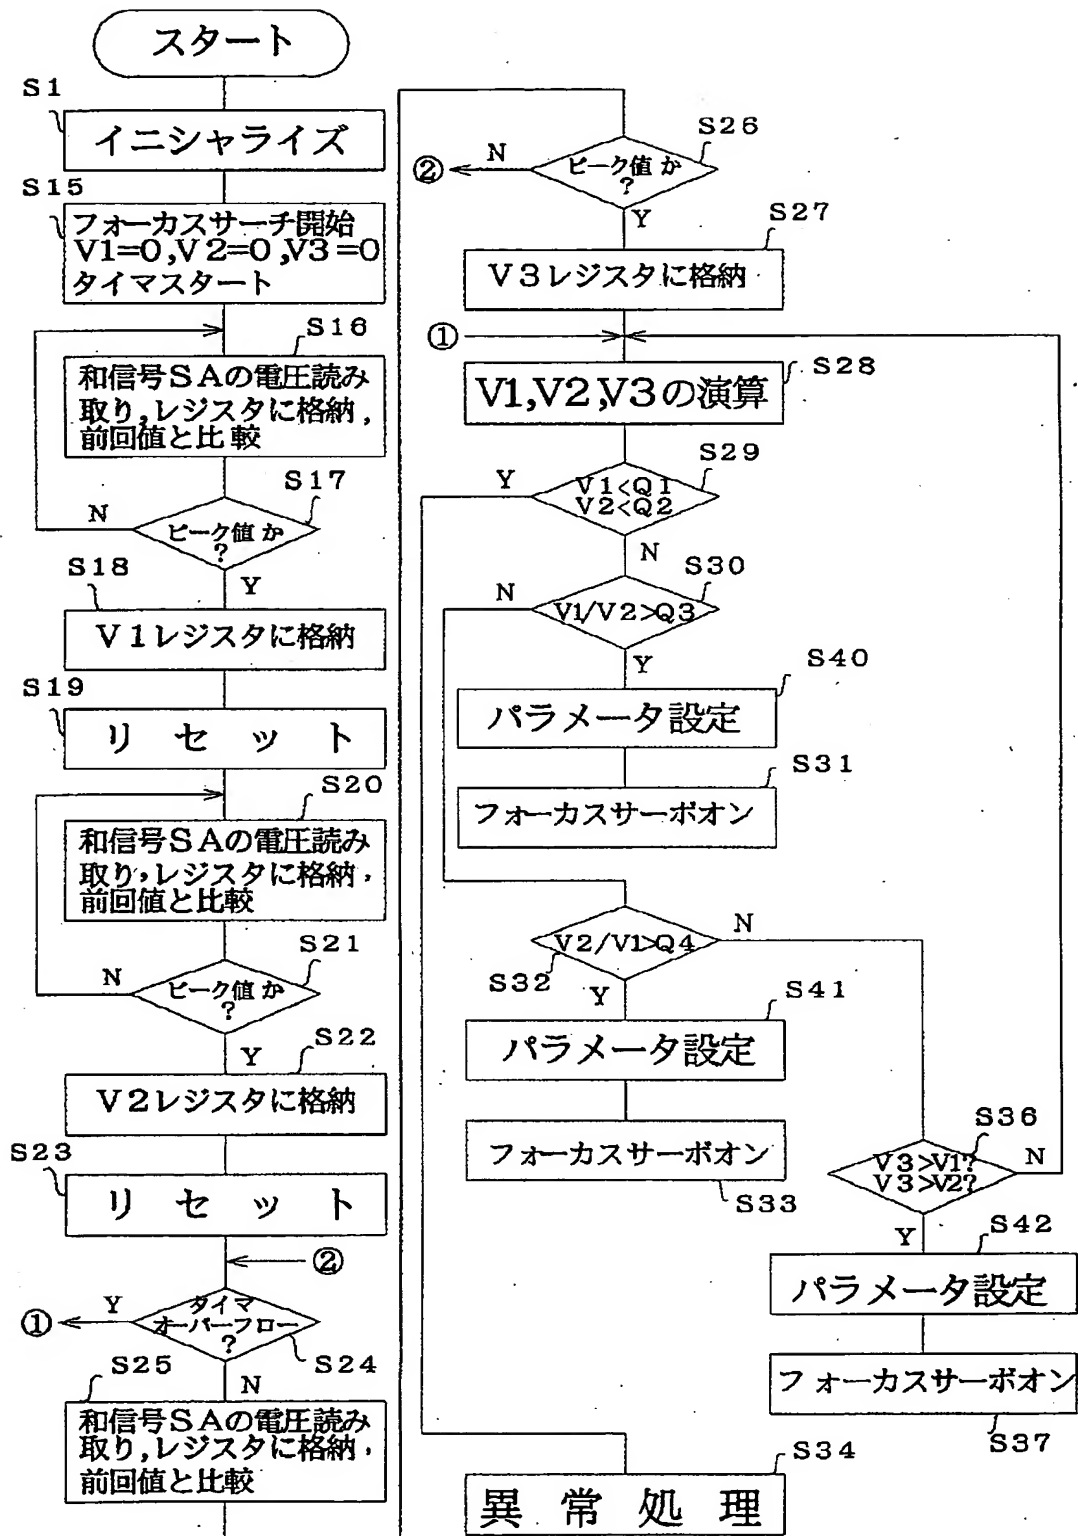 スタート
S1
イニシャライズ
S15
フォーカスサーチ開始
V1=0,V2=0,V3=0
タイマスタート
S16
和信号SAの電圧読み
取り,レジスタに格納,
前回値と比較
S17
N
ピーク値か
?
Y
S18
V1レジスタに格納
S19
リセット
S20
和信号SAの電圧読み
取り,レジスタに格納,
前回値と比較
S21
N
ピーク値か
?
Y
S22
V2レジスタに格納
S23
リセット
②
①
Y
タイマ
オーバーフロー
?
S24
N
S25
和信号SAの電圧読み
取り,レジスタに格納,
前回値と比較
S26
②
N
ピーク値か
?
Y
S27
V3レジスタに格納
①
S28
V1,V2,V3の演算
S29
Y
V1<Q1
V2<Q2
N
S30
N
V1/V2>Q3
Y
S40
パラメータ設定
S31
フォーカスサーボオン
V2/V1>Q4
N
S32
Y
S41
パラメータ設定
フォーカスサーボオン
S33
S36
V3>V1?
V3>V2?
N
Y
S42
パラメータ設定
フォーカスサーボオン
S37
S34
異常処理